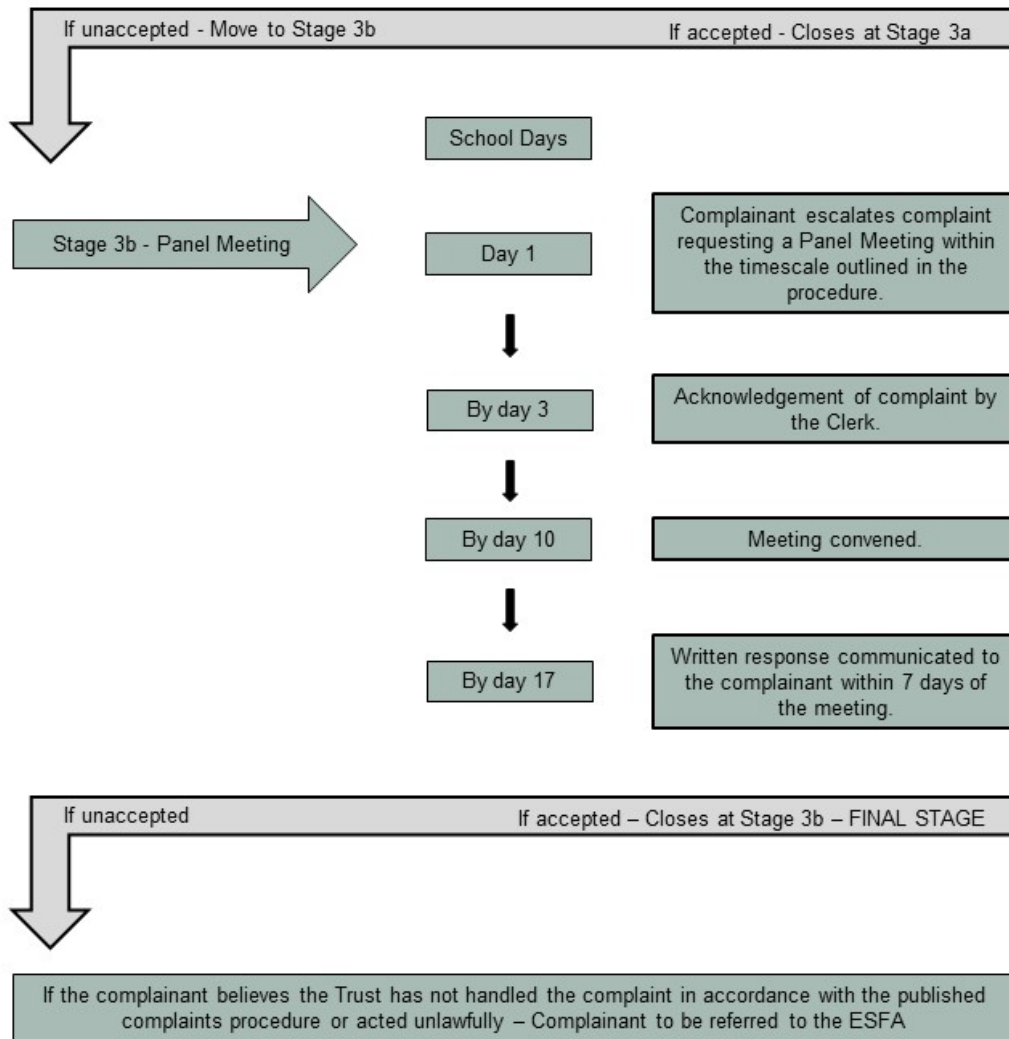 If unaccepted - Move to Stage 3b
If accepted - Closes at Stage 3a
School Days
Stage 3b - Panel Meeting
Day 1
Complainant escalates complaint
requesting a Panel Meeting within
the timescale outlined in the
procedure.
By day 3
Acknowledgement of complaint by
the Clerk.
By day 10
Meeting convened.
By day 17
Written response communicated to
the complainant within 7 days of
the meeting.
If unaccepted
If accepted – Closes at Stage 3b – FINAL STAGE
If the complainant believes the Trust has not handled the complaint in accordance with the published
complaints procedure or acted unlawfully – Complainant to be referred to the ESFA